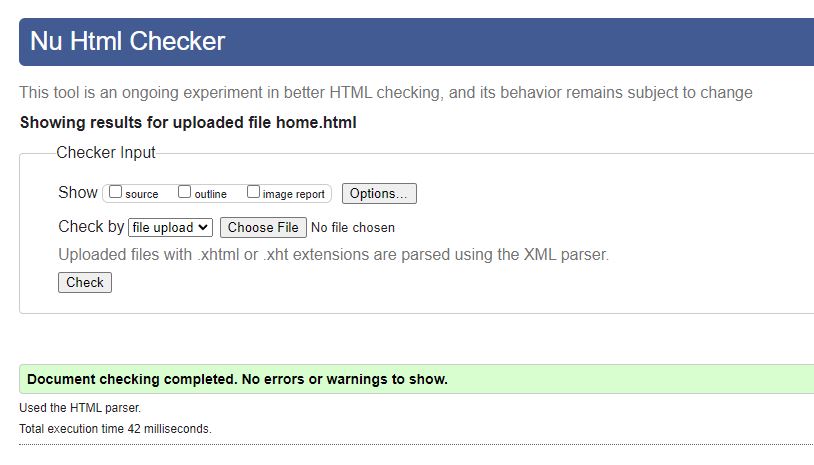 Nu Html Checker
This tool is an ongoing experiment in better HTML checking, and its behavior remains subject to change
Showing results for uploaded file home.html
Checker Input
Show source outline image report Options...
Check by file upload Choose File No file chosen
Uploaded files with .xhtml or .xht extensions are parsed using the XML parser.
Check
Document checking completed. No errors or warnings to show.
Used the HTML parser.
Total execution time 42 milliseconds.